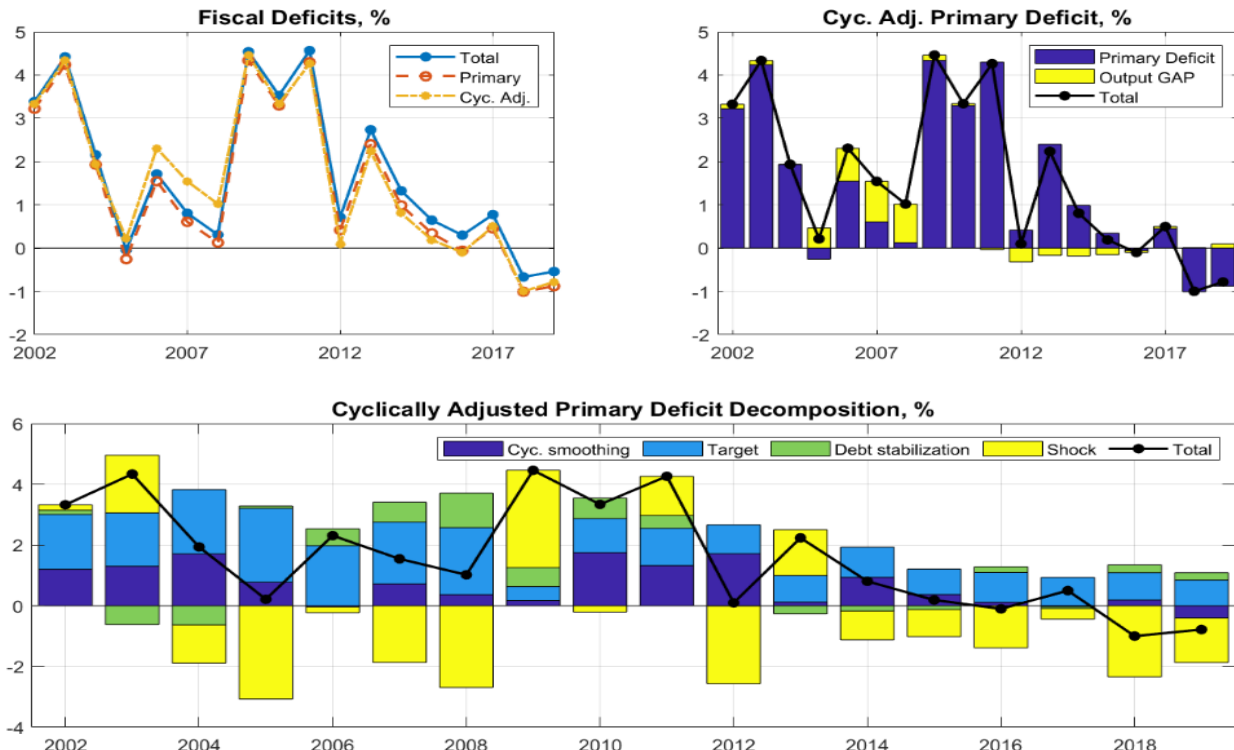 Fiscal Deficits, %
5
4
3
2
1
0
-1
-2
2002 2007 2012 2017
Total
Primary
Cyc. Adj.
Cyc. Adj. Primary Deficit, %
5
4
3
2
1
0
-1
-2
2002 2007 2012 2017
Primary Deficit
Output GAP
Total
Cyclically Adjusted Primary Deficit Decomposition, %
6
4
2
0
-2
-4
Cyc. smoothing Target Debt stabilization Shock Total
2002 2004 2006 2008 2010 2012 2014 2016 2018